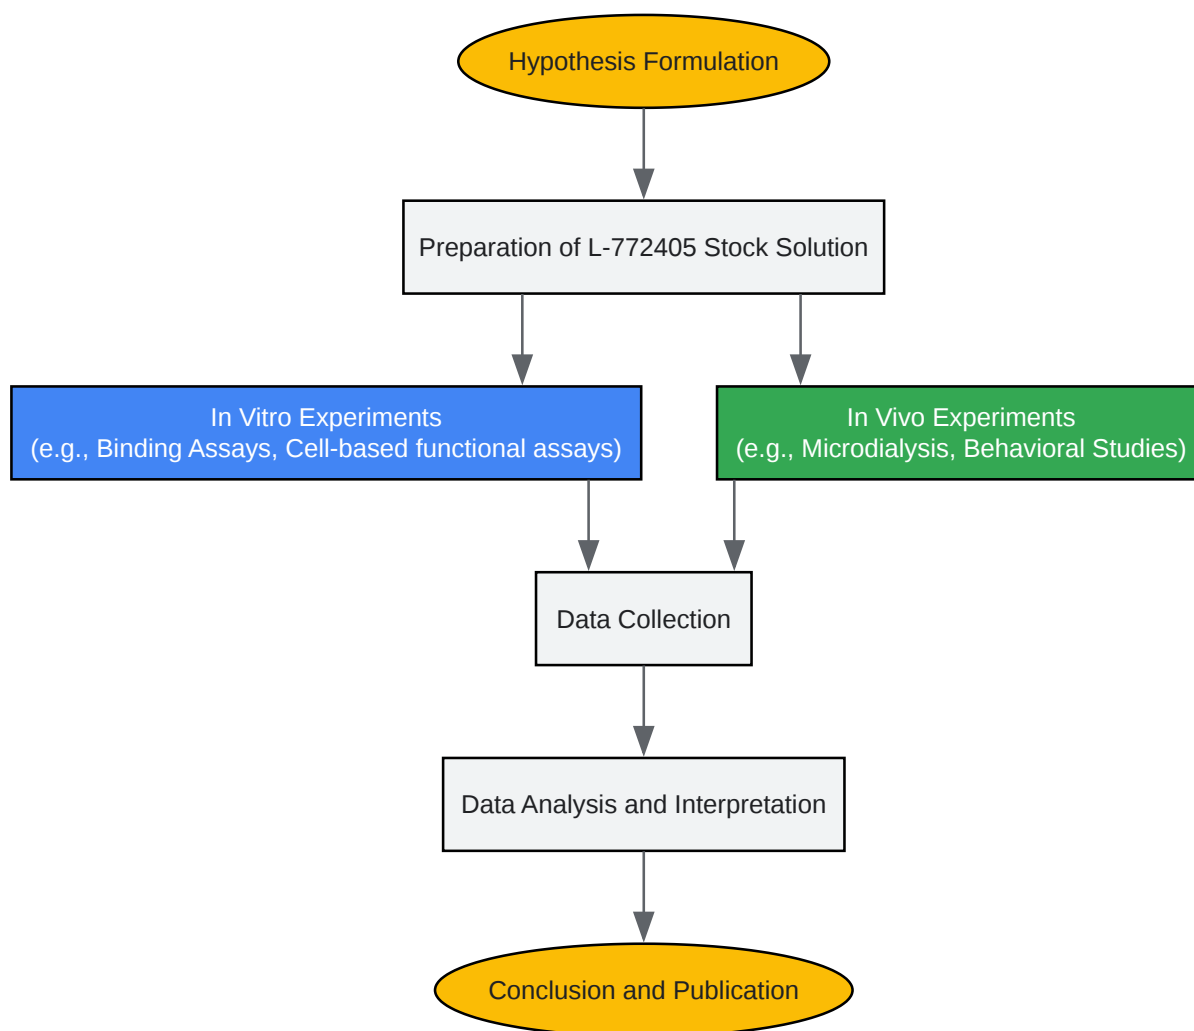 Hypothesis Formulation
Preparation of L-772405 Stock Solution
In Vitro Experiments
(e.g., Binding Assays, Cell-based functional assays)
In Vivo Experiments
(e.g., Microdialysis, Behavioral Studies)
Data Collection
Data Analysis and Interpretation
Conclusion and Publication